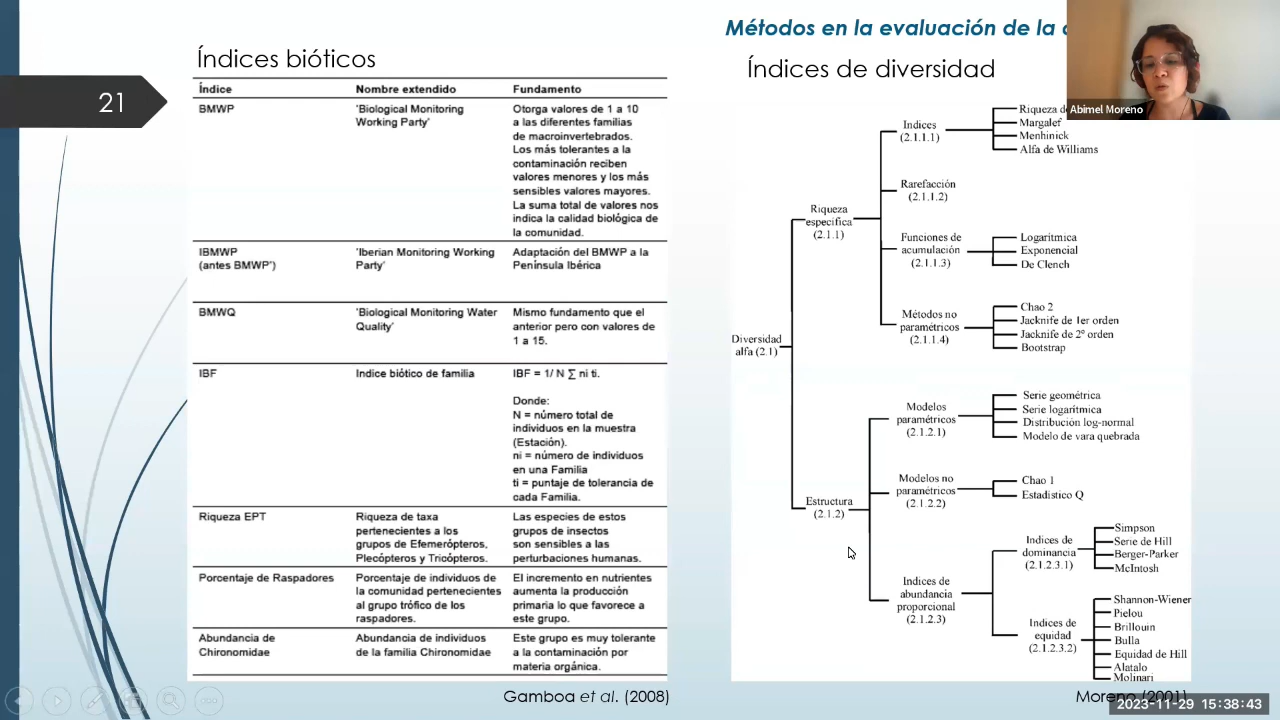 Métodos en la evaluación de la
21
Índices bióticos
Índice Nombre extendido Fundamento
BMWP 'Biological Monitoring Otorga valores de 1 a 10
Working Party' a las diferentes familias
de macroinvertebrados.
Los más tolerantes a la
contaminación reciben
valores menores y los más
sensibles valores mayores.
La suma total de valores nos
indica la calidad biológica de
la comunidad.
IBMWP 'Iberian Monitoring Working Adaptación del BMWP a la
(antes BMWP') Party' Península Ibérica
BMWQ 'Biological Monitoring Water Mismo fundamento que el
Quality' anterior pero con valores de
1 a 15.
IBF Indice biótico de familia IBF = 1/ N ∑ ni ti.
Donde:
N = número total de
individuos en la muestra
(Estación).
ni = número de individuos
en una Familia
ti = puntaje de tolerancia de
cada Familia.
Riqueza EPT Riqueza de taxa Las especies de estos
pertenecientes a los grupos de insectos
grupos de Efemerópteros, son sensibles a las
Plecópteros y Tricópteros. perturbaciones humanas.
Porcentaje de Raspadores Porcentaje de individuos de El incremento en nutrientes
la comunidad pertenecientes aumenta la producción
al grupo trófico de los primaria lo que favorece a
raspadores. este grupo.
Abundancia de Abundancia de individuos Este grupo es muy tolerante
Chironomidae de la familia Chironomidae a la contaminación por
materia orgánica.
Gamboa et al. (2008)
Índices de diversidad
Diversidad
alfa (2.1)
Riqueza
específica
(2.1.1)
Indices
(2.1.1.1)
Riqueza
Margalef
Menhinick
Alfa de Williams
Rarefacción
(2.1.1.2)
Funciones de
acumulación
(2.1.1.3)
Logarítmica
Exponencial
De Clench
Métodos no
paramétricos
(2.1.1.4)
Chao 2
Jacknife de 1er orden
Jacknife de 2º orden
Bootstrap
Estructura
(2.1.2)
Modelos
paramétricos
(2.1.2.1)
Serie geométrica
Serie logarítmica
Distribución log-normal
Modelo de vara quebrada
Modelos no
paramétricos
(2.1.2.2)
Chao 1
Estadístico Q
Indices de
abundancia
proporcional
(2.1.2.3)
Indices de
dominancia
(2.1.2.3.1)
Simpson
Serie de Hill
Berger-Parker
McIntosh
Indices de
equidad
(2.1.2.3.2)
Shannon-Wiener
Pielou
Brillouin
Bulla
Equidad de Hill
Alatalo
Molinari
Moreno (2001)
Abimel Moreno
2023-11-29 15:38:43